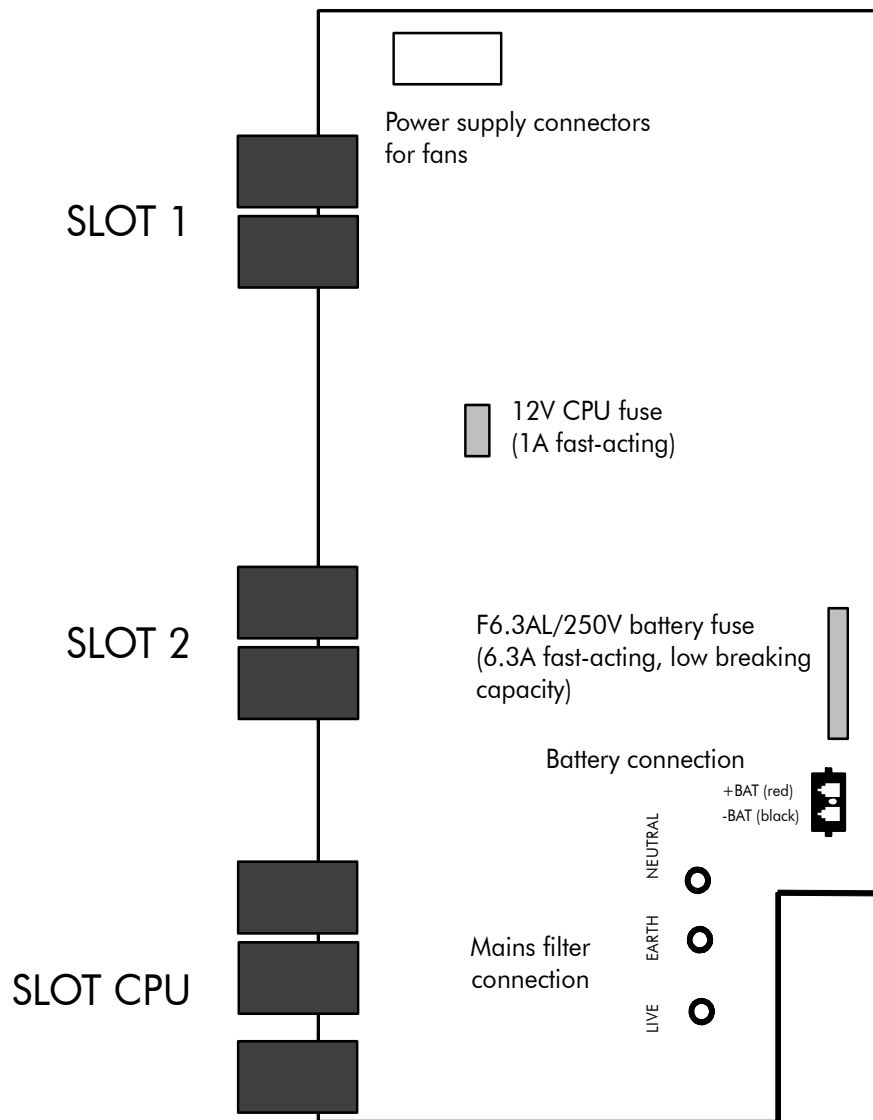 Power supply connectors
for fans
SLOT 1
12V CPU fuse
(1A fast-acting)
SLOT 2
F6.3AL/250V battery fuse
(6.3A fast-acting, low breaking
capacity)
Battery connection
+BAT (red)
-BAT (black)
NEUTRAL
EARTH
Mains filter
connection
SLOT CPU
LIVE